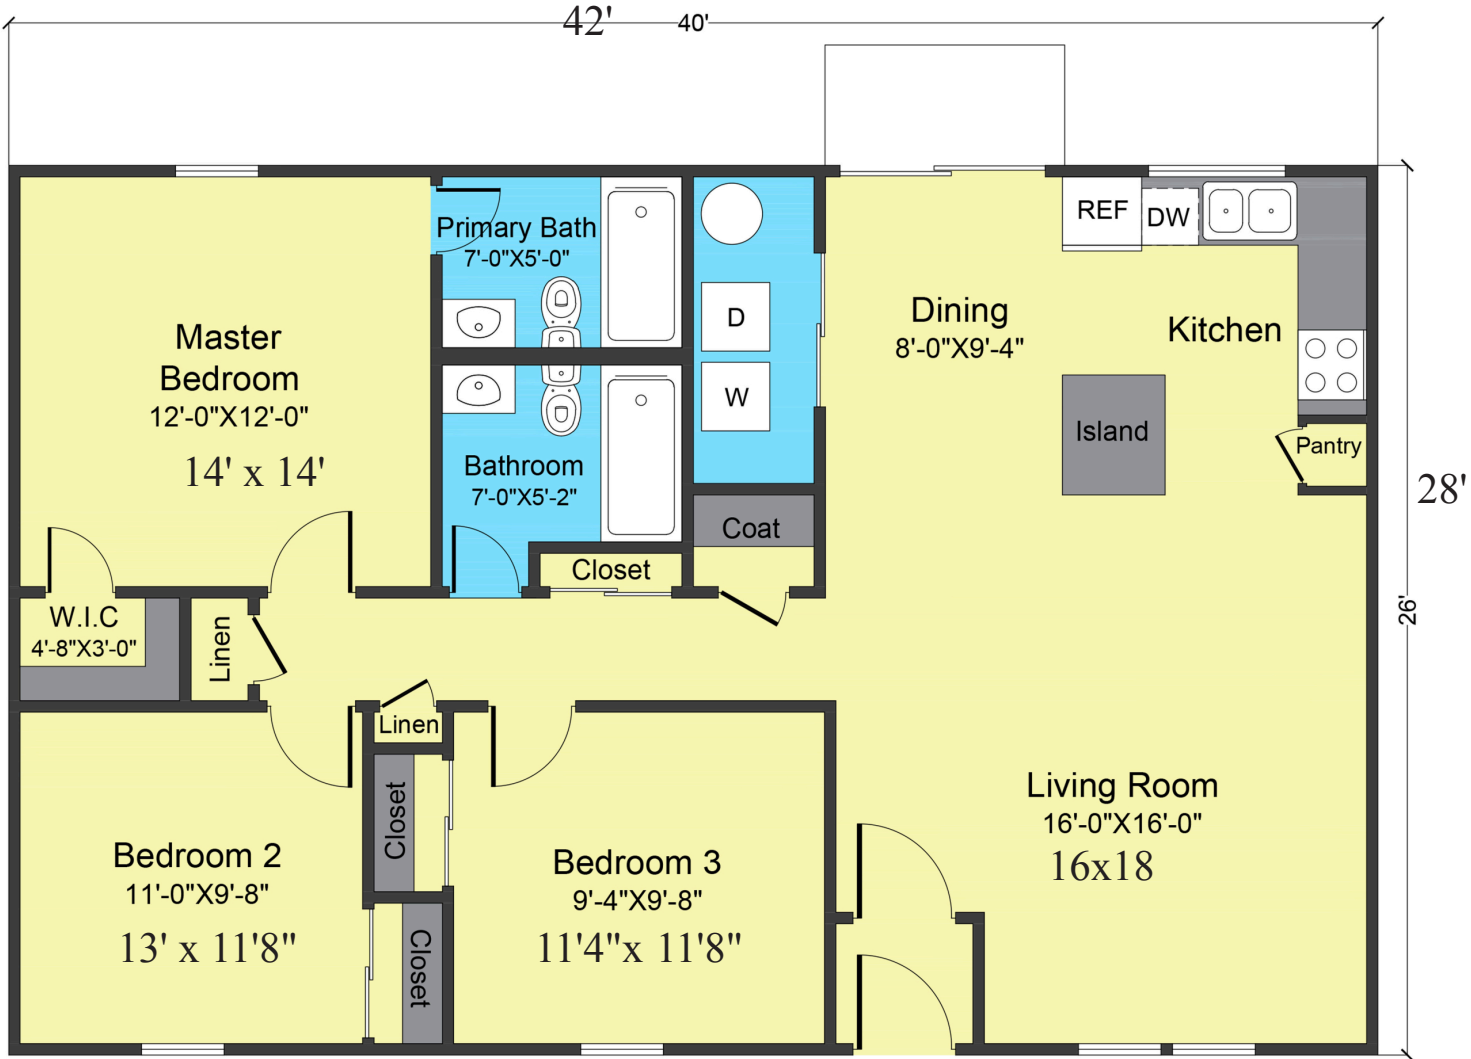 42'
40'
Primary Bath
7'-0"X5'-0"
REF
DW
D
W
Dining
8'-0"X9'-4"
Kitchen
Master
Bedroom
12'-0"X12'-0"
14' x 14'
Island
Pantry
Bathroom
7'-0"X5'-2"
28'
Coat
Closet
W.I.C
4'-8"X3'-0"
Linen
26'
Linen
Closet
Living Room
16'-0"X16'-0"
16x18
Bedroom 2
11'-0"X9'-8"
13' x 11'8"
Bedroom 3
9'-4"X9'-8"
11'4"x 11'8"
Closet